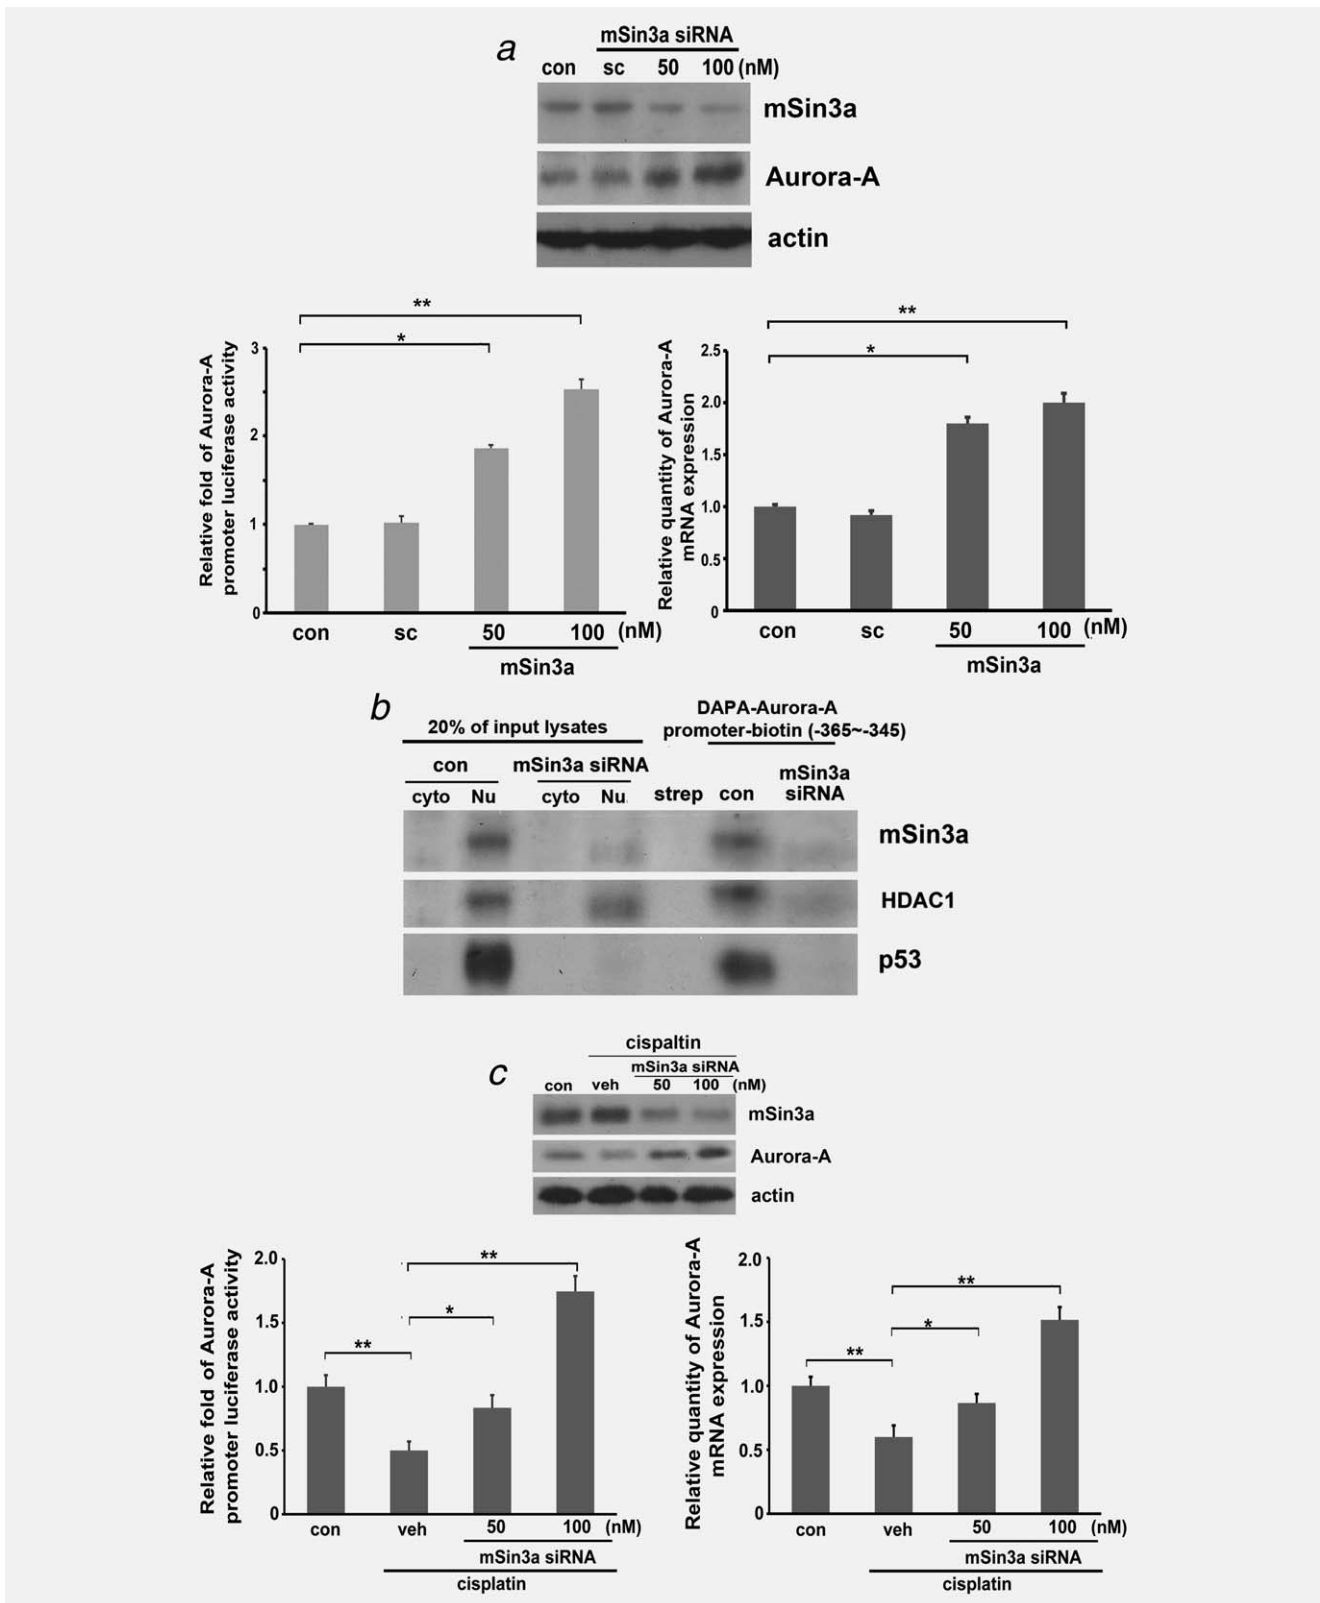 a
mSin3a siRNA
con sc 50 100 (nM)
mSin3a
Aurora-A
actin
Relative fold of Aurora-A
promoter luciferase activity
3
2
1
0
**
*
con sc 50 100 (nM)
mSin3a
Relative quantity of Aurora-A
mRNA expression
2.5
2.0
1.5
1.0
0.5
0
**
*
con sc 50 100 (nM)
mSin3a
b
20% of input lysates
DAPA-Aurora-A
promoter-biotin (-365~-345)
con mSin3a siRNA
cyto Nu cyto Nu strep con mSin3a
siRNA
mSin3a
HDAC1
p53
c
cispaltin
mSin3a siRNA
con veh 50 100 (nM)
mSin3a
Aurora-A
actin
Relative fold of Aurora-A
promoter luciferase activity
2.0
1.5
1.0
0.5
0
**
*
**
con veh 50 100 (nM)
mSin3a siRNA
cisplatin
Relative quantity of Aurora-A
mRNA expression
2.0
1.5
1.0
0.5
0
**
*
**
con veh 50 100 (nM)
mSin3a siRNA
cisplatin